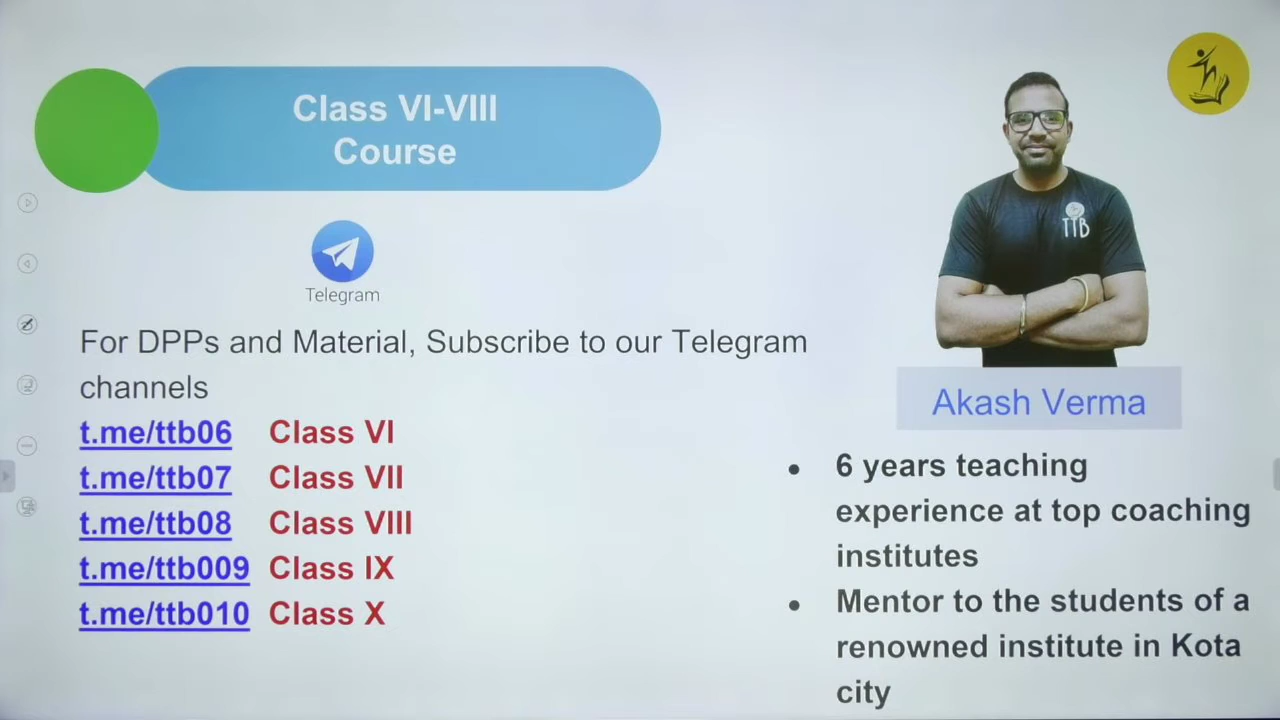 Class VI-VIII
Course
Telegram
For DPPs and Material, Subscribe to our Telegram
channels
t.me/ttb06 Class VI
t.me/ttb07 Class VII
t.me/ttb08 Class VIII
t.me/ttb009 Class IX
t.me/ttb010 Class X
TTB
Akash Verma
• 6 years teaching
experience at top coaching
institutes
• Mentor to the students of a
renowned institute in Kota
city